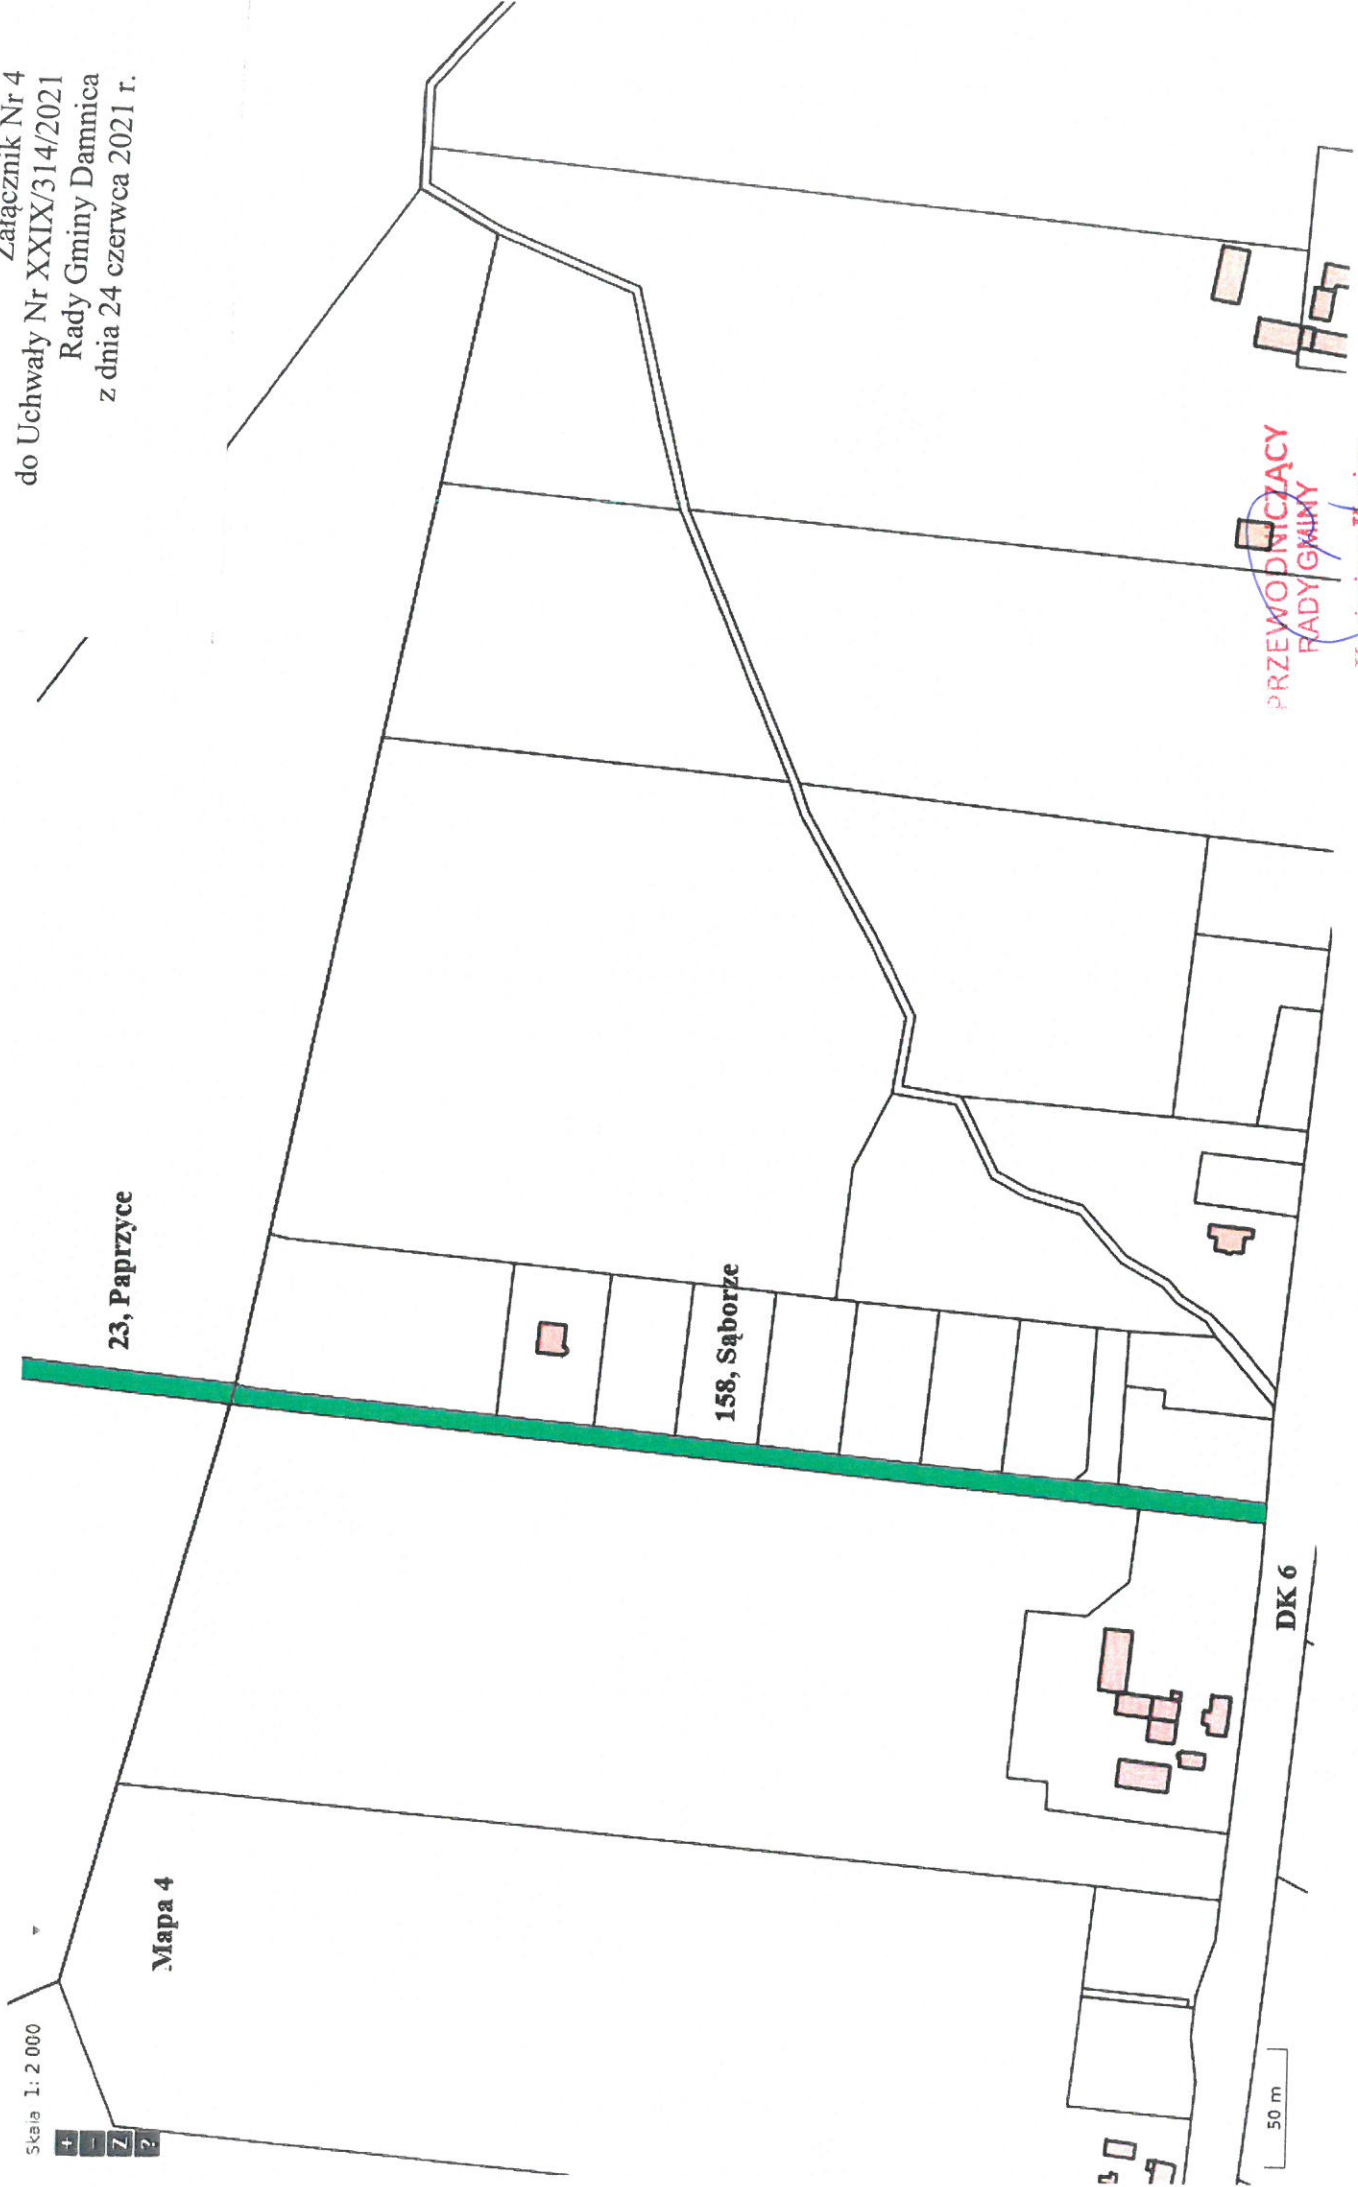 Załącznik Nr 4
do Uchwały Nr XXIX/314/2021
Rady Gminy Damnica
z dnia 24 czerwca 2021 r.
Skala 1: 2 000
+
−
Z
?
Mapa 4
23, Paprzyce
158, Sąborze
DK 6
50 m
PRZEWODNICZĄCY
RADY GMINY